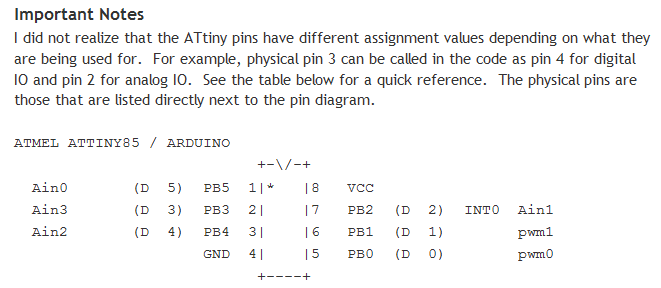 Important Notes
I did not realize that the ATtiny pins have different assignment values depending on what they
are being used for.  For example, physical pin 3 can be called in the code as pin 4 for digital
IO and pin 2 for analog IO.  See the table below for a quick reference.  The physical pins are
those that are listed directly next to the pin diagram.
ATMEL ATTINY85 / ARDUINO
                           +-\/-+
  Ain0       (D  5)  PB5  1|*   |8   VCC
  Ain3       (D  3)  PB3  2|    |7   PB2  (D  2)  INT0  Ain1
  Ain2       (D  4)  PB4  3|    |6   PB1  (D  1)        pwm1
                     GND  4|    |5   PB0  (D  0)        pwm0
                           +----+